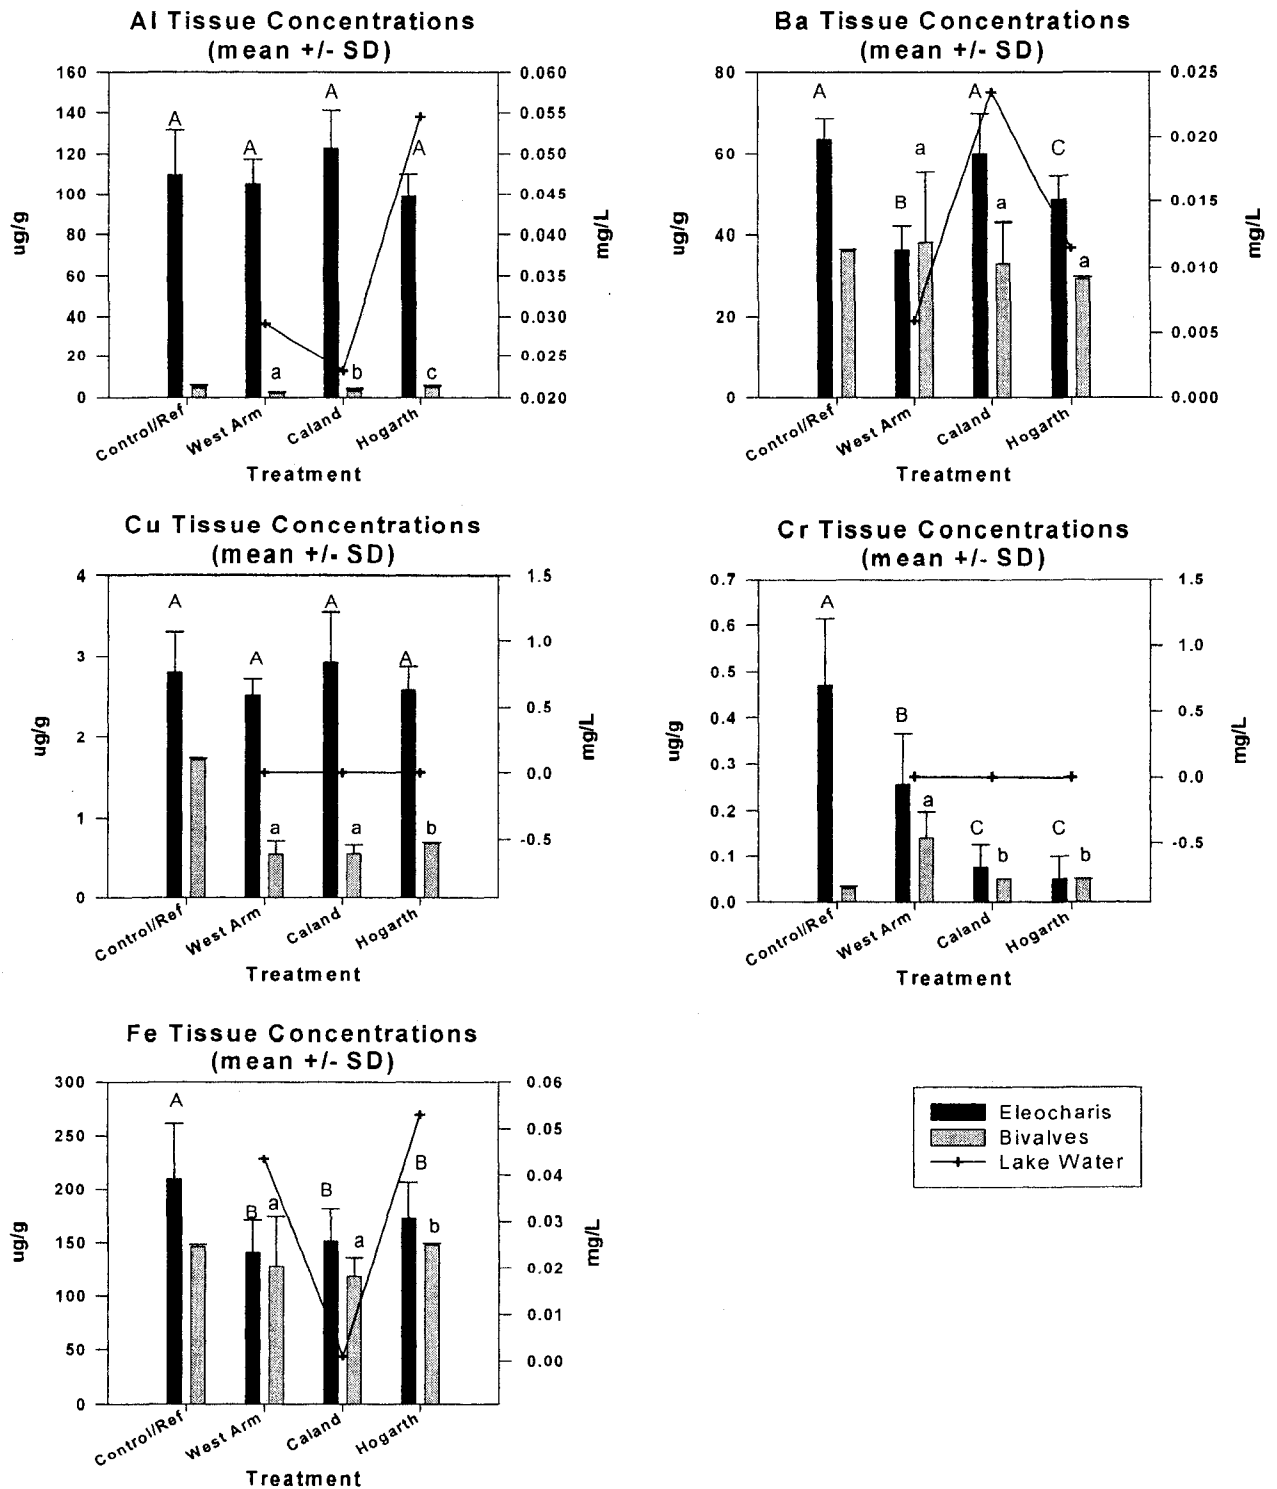 Al Tissue Concentrations
(mean +/- SD)
160
140
120
100
80
60
40
20
0
ug/g
0.060
0.055
0.050
0.045
0.040
0.035
0.030
0.025
0.020
mg/L
A
A
A
A
a
b
c
Control/Ref
West Arm
Caland
Hogarth
Treatment
Ba Tissue Concentrations
(mean +/- SD)
80
60
40
20
0
ug/g
0.025
0.020
0.015
0.010
0.005
0.000
mg/L
A
B
a
A
a
C
a
Control/Ref
West Arm
Caland
Hogarth
Treatment
Cu Tissue Concentrations
(mean +/- SD)
4
3
2
1
0
ug/g
1.5
1.0
0.5
0.0
-0.5
mg/L
A
A
A
A
a
a
b
Control/Ref
West Arm
Caland
Hogarth
Treatment
Cr Tissue Concentrations
(mean +/- SD)
0.7
0.6
0.5
0.4
0.3
0.2
0.1
0.0
ug/g
1.5
1.0
0.5
0.0
-0.5
mg/L
A
B
a
C
b
C
b
Control/Ref
West Arm
Caland
Hogarth
Treatment
Fe Tissue Concentrations
(mean +/- SD)
300
250
200
150
100
50
0
ug/g
0.06
0.05
0.04
0.03
0.02
0.01
0.00
mg/L
A
B
a
B
a
B
b
Control/Ref
West Arm
Caland
Hogarth
Treatment
Eleocharis
Bivalves
Lake Water